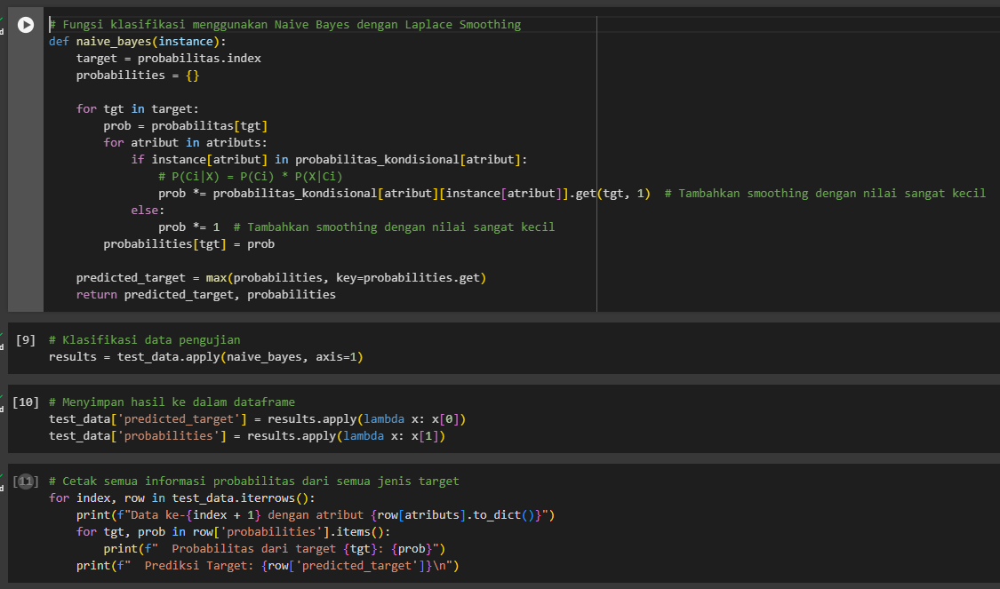 # Fungsi klasifikasi menggunakan Naive Bayes dengan Laplace Smoothing
def naive_bayes(instance):
    target = probabilitas.index
    probabilities = {}

    for tgt in target:
        prob = probabilitas[tgt]
        for atribut in atributs:
            if instance[atribut] in probabilitas_kondisional[atribut]:
                # P(Ci|X) = P(Ci) * P(X|Ci)
                prob *= probabilitas_kondisional[atribut][instance[atribut]].get(tgt, 1)  # Tambahkan smoothing dengan nilai sangat kecil
            else:
                prob *= 1  # Tambahkan smoothing dengan nilai sangat kecil
        probabilities[tgt] = prob

    predicted_target = max(probabilities, key=probabilities.get)
    return predicted_target, probabilities
[9] # Klasifikasi data pengujian
results = test_data.apply(naive_bayes, axis=1)
[10] # Menyimpan hasil ke dalam dataframe
test_data['predicted_target'] = results.apply(lambda x: x[0])
test_data['probabilities'] = results.apply(lambda x: x[1])
[11] # Cetak semua informasi probabilitas dari semua jenis target
for index, row in test_data.iterrows():
    print(f"Data ke-{index + 1} dengan atribut {row[atributs].to_dict()}")
    for tgt, prob in row['probabilities'].items():
        print(f"  Probabilitas dari target {tgt}: {prob}")
    print(f"  Prediksi Target: {row['predicted_target']}\n")